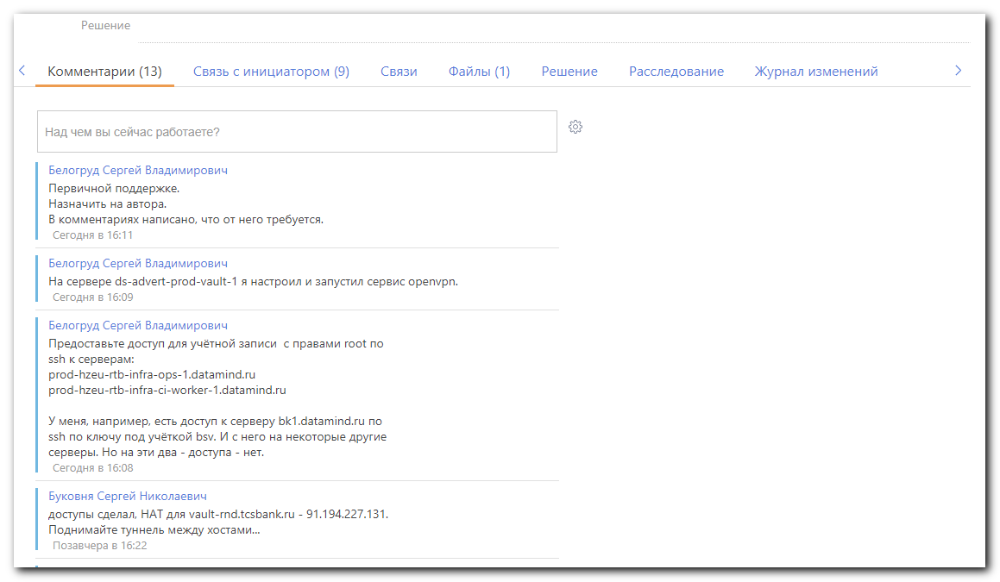 Решение
Комментарии (13) Связь с инициатором (9) Связи Файлы (1) Решение Расследование Журнал изменений
Над чем вы сейчас работаете?
Белогруд Сергей Владимирович
Первичной поддержке.
Назначить на автора.
В комментариях написано, что от него требуется.
Сегодня в 16:11
Белогруд Сергей Владимирович
На сервере ds-advert-prod-vault-1 я настроил и запустил сервис openvpn.
Сегодня в 16:09
Белогруд Сергей Владимирович
Предоставьте доступ для учётной записи  с правами root по
ssh к серверам:
prod-hzeu-rtb-infra-ops-1.datamind.ru
prod-hzeu-rtb-infra-ci-worker-1.datamind.ru
У меня, например, есть доступ к серверу bk1.datamind.ru по
ssh по ключу под учёткой bsv. И с него на некоторые другие
серверы. Но на эти два - доступа - нет.
Сегодня в 16:08
Буковня Сергей Николаевич
доступы сделал, НАТ для vault-rnd.tcsbank.ru - 91.194.227.131.
Поднимайте туннель между хостами...
Позавчера в 16:22